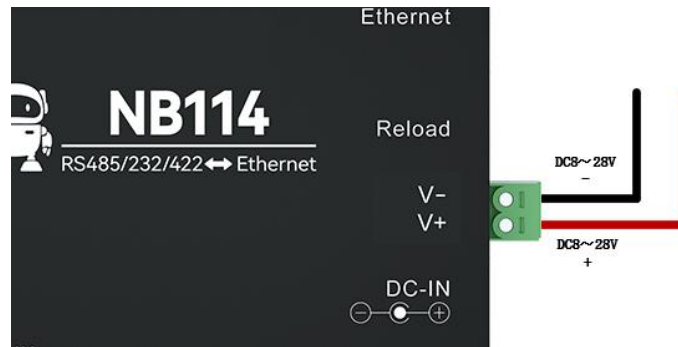 Ethernet
NB114
Reload
RS485/232/422↔Ethernet
DC8～28V
−
V−
V+
DC8～28V
+
DC-IN